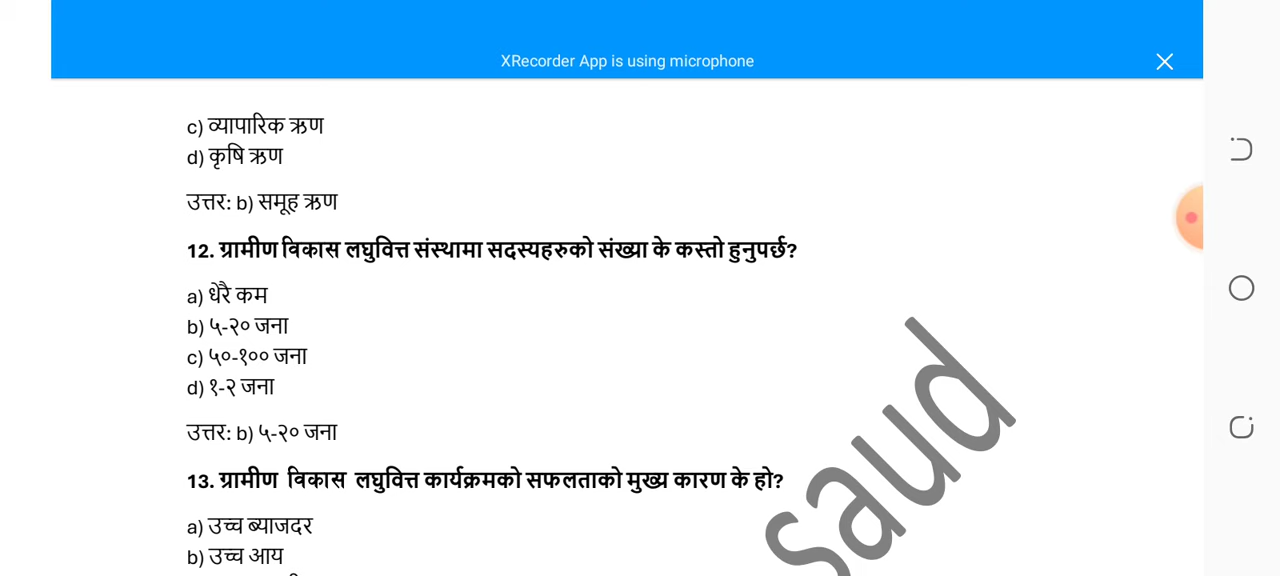 XRecorder App is using microphone
c) व्यापारिक ऋण
d) कृषि ऋण
उत्तर: b) समूह ऋण
12. ग्रामीण बिकास लघुवित्त संस्थामा सदस्यहरुको संख्या के कस्तो हुनुपर्छ?
a) धेरै कम
b) ५-२० जना
c) ५०-१०० जना
d) १-२ जना
उत्तर: b) ५-२० जना
13. ग्रामीण बिकास लघुवित्त कार्यक्रमको सफलताको मुख्य कारण के हो?
a) उच्च ब्याजदर
b) उच्च आय
saud